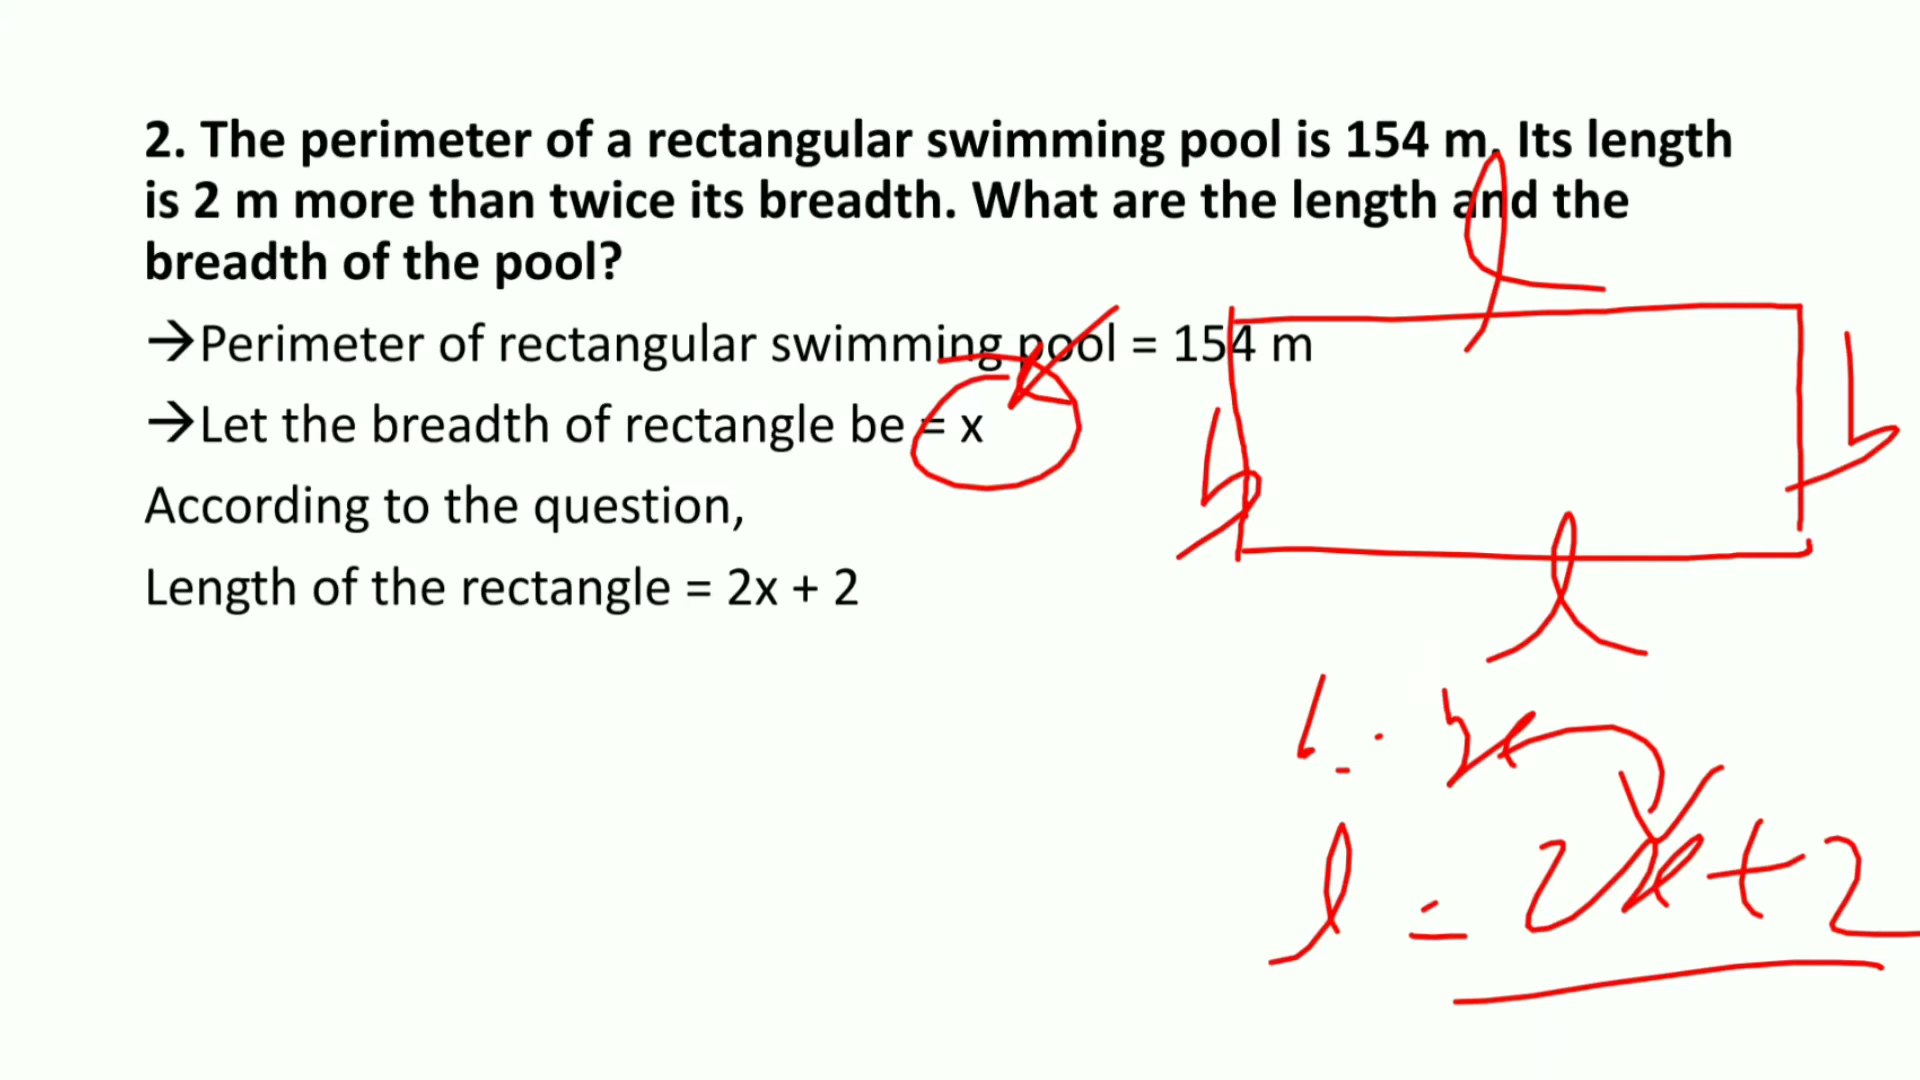 2. The perimeter of a rectangular swimming pool is 154 m. Its length
is 2 m more than twice its breadth. What are the length and the
breadth of the pool?
→Perimeter of rectangular swimming pool = 154 m
→Let the breadth of rectangle be = x
According to the question,
Length of the rectangle = 2x + 2
l
b
b
l
l = 2x+2